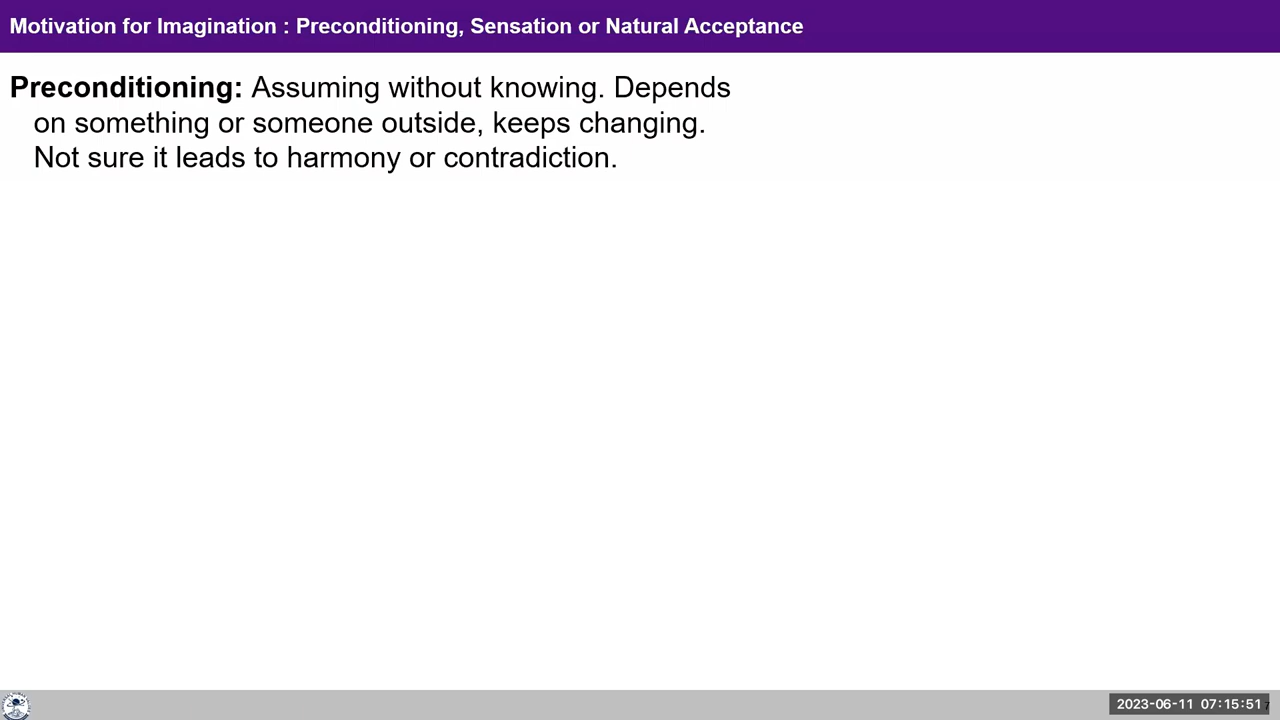 Motivation for Imagination : Preconditioning, Sensation or Natural Acceptance
Preconditioning: Assuming without knowing. Depends
on something or someone outside, keeps changing.
Not sure it leads to harmony or contradiction.
2023-06-11 07:15:51
7